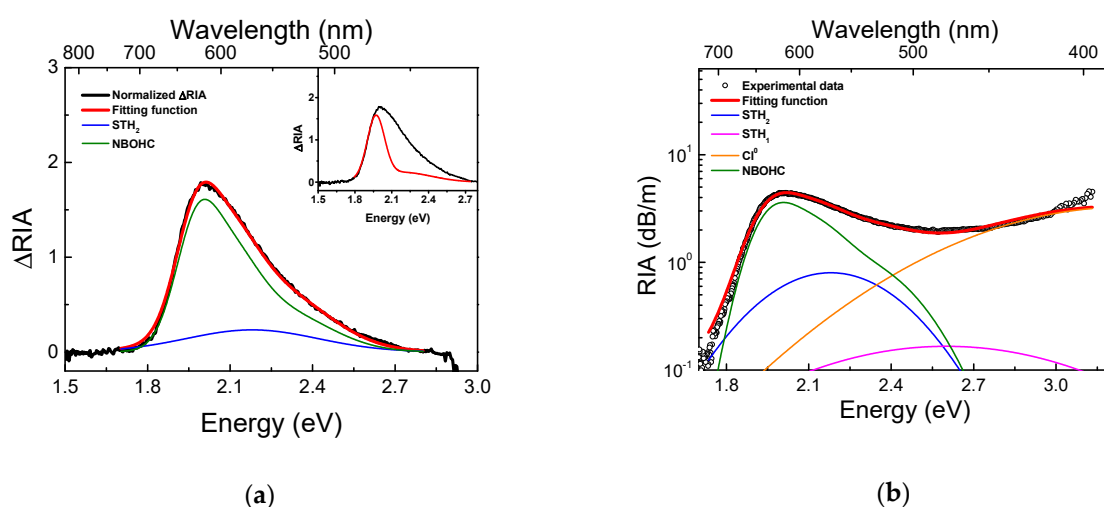 Wavelength (nm)
800 700 600 500
3
2
1
0
ΔRIA
Normalized ΔRIA
Fitting function
STH₂
NBOHC
2
1
0
ΔRIA
1.5 1.8 2.1 2.4 2.7
Energy (eV)
1.5 1.8 2.1 2.4 2.7 3.0
Energy (eV)
(a)
Wavelength (nm)
700 600 500 400
10¹
10⁰
10⁻¹
RIA (dB/m)
Experimental data
Fitting function
STH₂
STH₁
Cl⁰
NBOHC
1.8 2.1 2.4 2.7 3.0
Energy (eV)
(b)